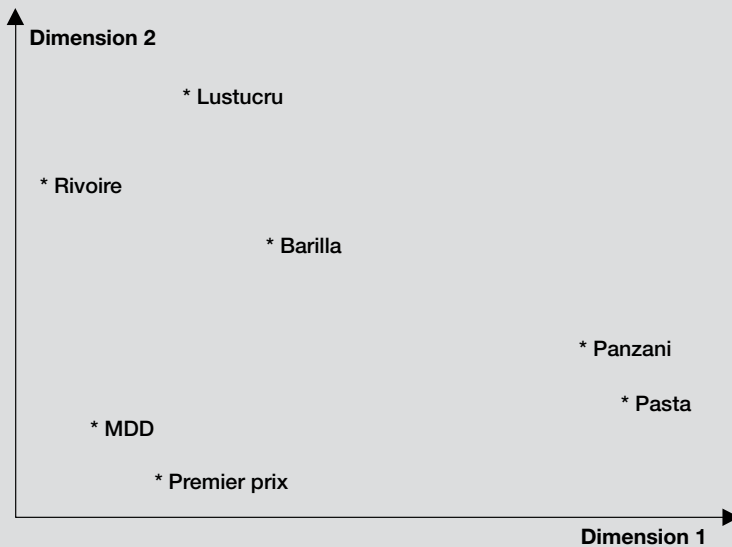 Dimension 2
* Lustucru
* Rivoire
* Barilla
* Panzani
* Pasta
* MDD
* Premier prix
Dimension 1